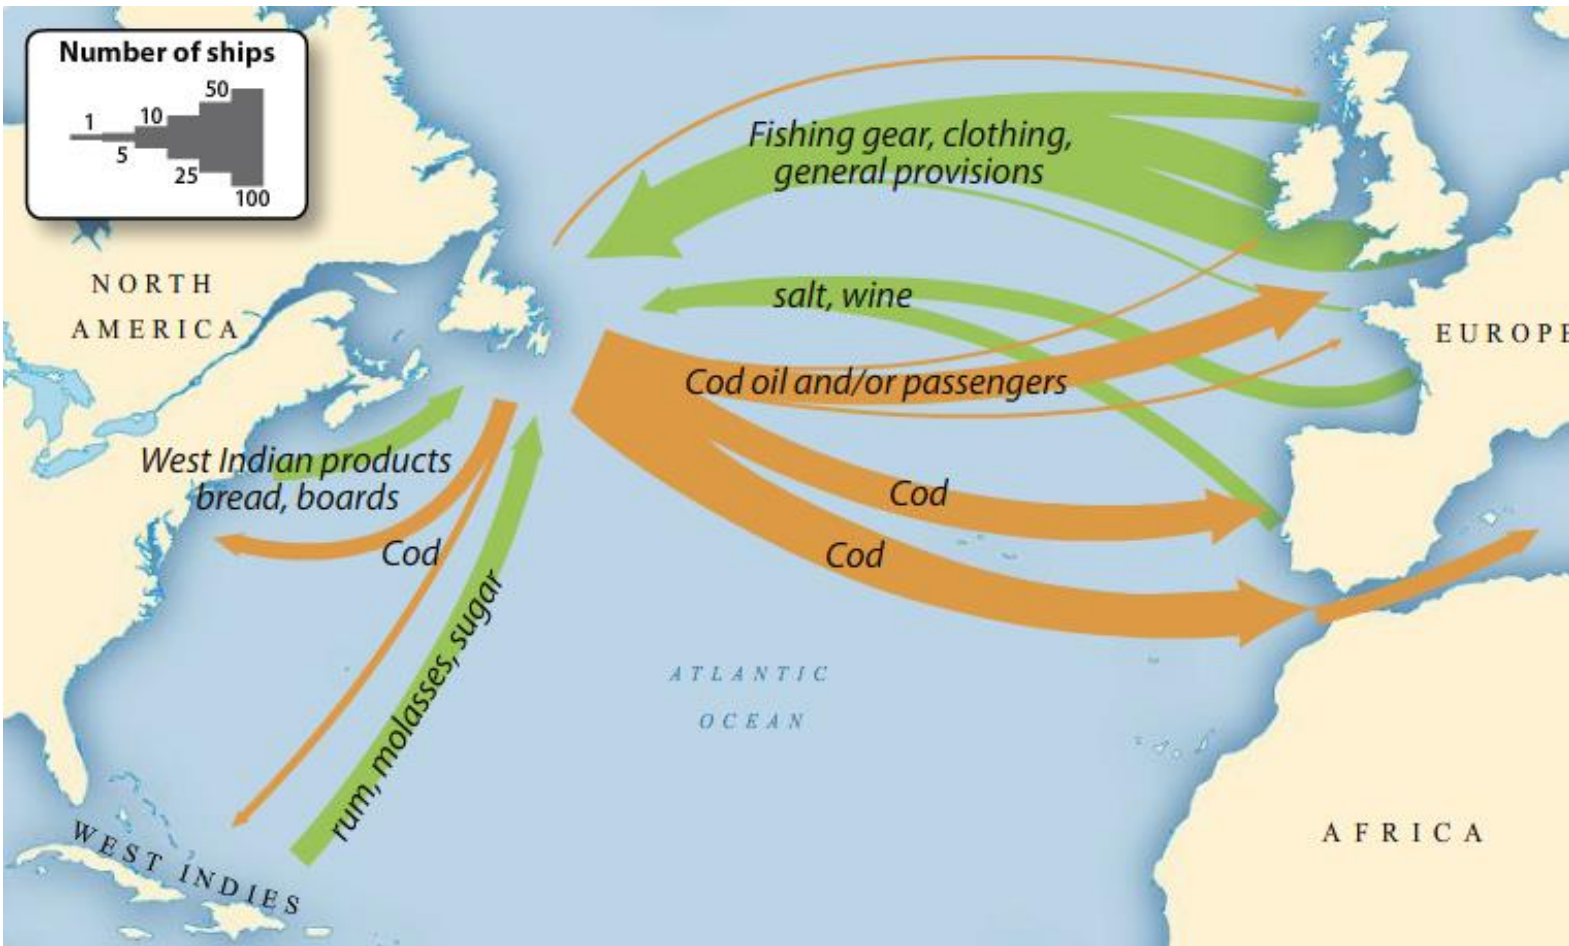 Number of ships
1
5
10
25
50
100
Fishing gear, clothing,
general provisions
NORTH
AMERICA
salt, wine
EUROPE
Cod oil and/or passengers
West Indian products
bread, boards
Cod
Cod
Cod
rum, molasses, sugar
ATLANTIC
OCEAN
WEST INDIES
AFRICA